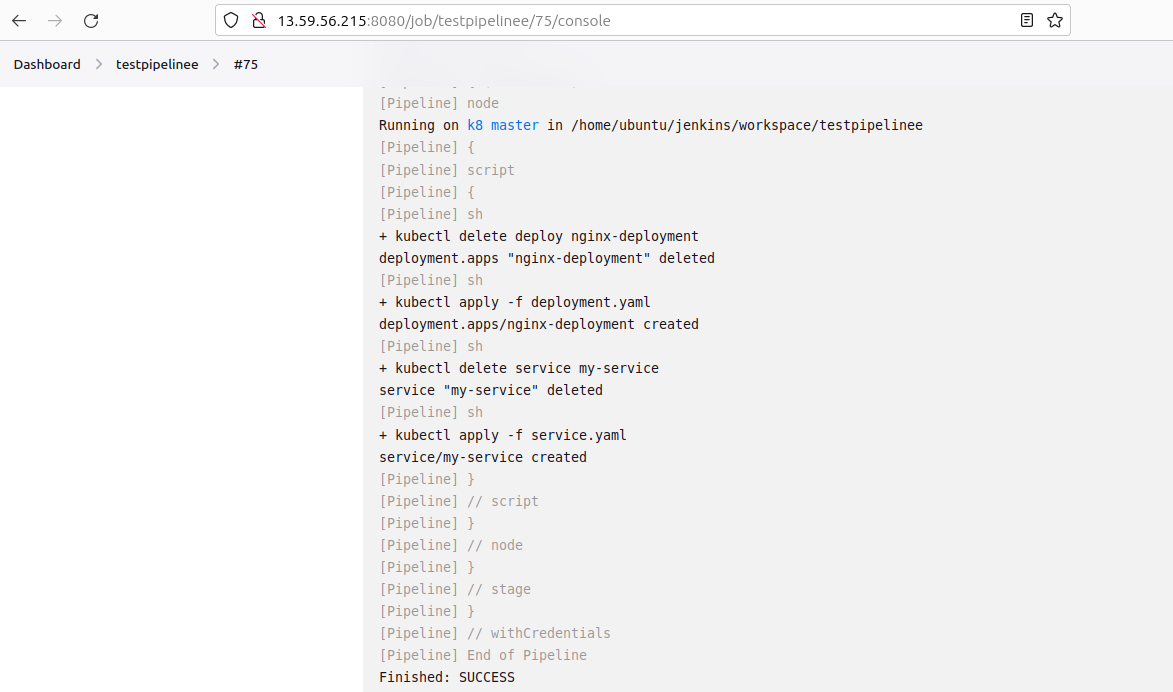 13.59.56.215:8080/job/testpipelinee/75/console
Dashboard > testpipelinee > #75
[Pipeline] node
Running on k8 master in /home/ubuntu/jenkins/workspace/testpipelinee
[Pipeline] {
[Pipeline] script
[Pipeline] {
[Pipeline] sh
+ kubectl delete deploy nginx-deployment
deployment.apps "nginx-deployment" deleted
[Pipeline] sh
+ kubectl apply -f deployment.yaml
deployment.apps/nginx-deployment created
[Pipeline] sh
+ kubectl delete service my-service
service "my-service" deleted
[Pipeline] sh
+ kubectl apply -f service.yaml
service/my-service created
[Pipeline] }
[Pipeline] // script
[Pipeline] }
[Pipeline] // node
[Pipeline] }
[Pipeline] // stage
[Pipeline] }
[Pipeline] // withCredentials
[Pipeline] End of Pipeline
Finished: SUCCESS